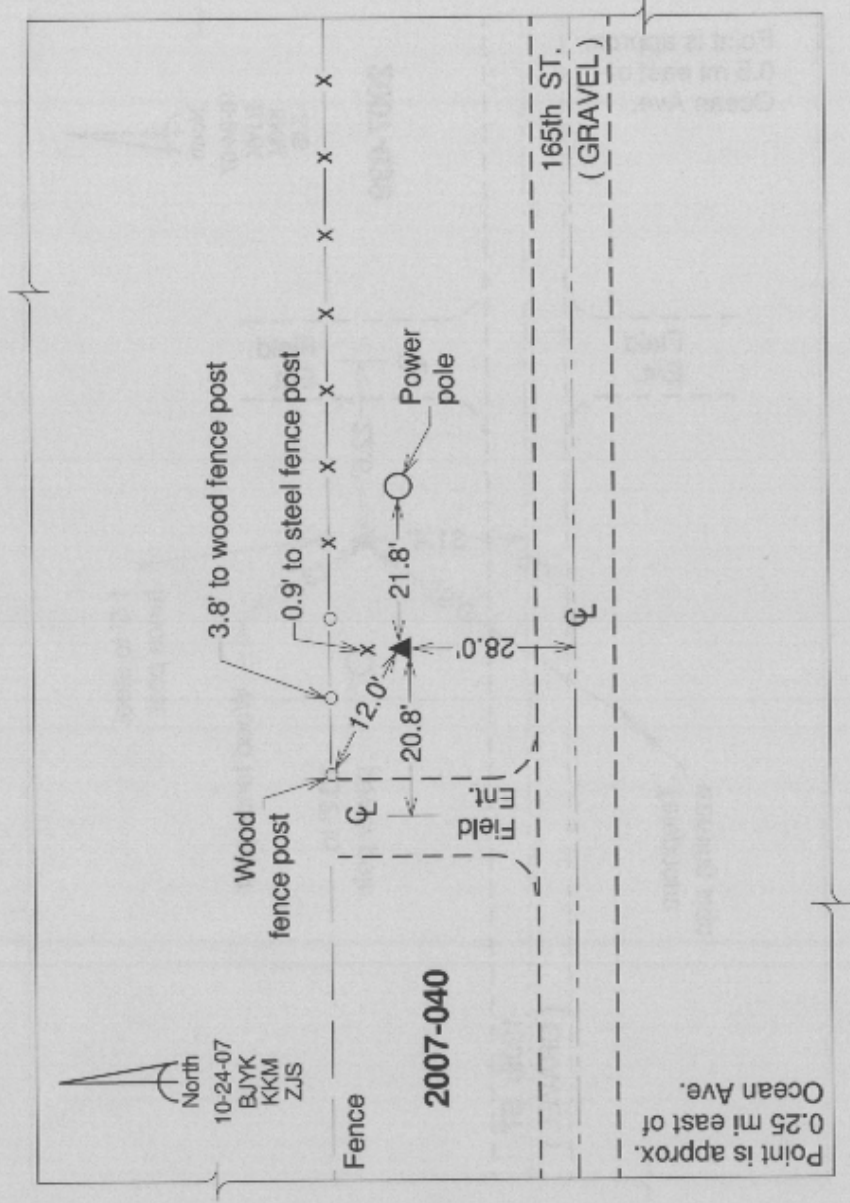 North
10-24-07
BJYK
KKM
ZJS
Fence
2007-040
Wood
fence post
3.8' to wood fence post
0.9' to steel fence post
12.0'
20.8'
21.8'
28.0'
Power
pole
℄
Field
Ent.
℄
165th ST.
( GRAVEL )
Point is approx.
0.25 mi east of
Ocean Ave.